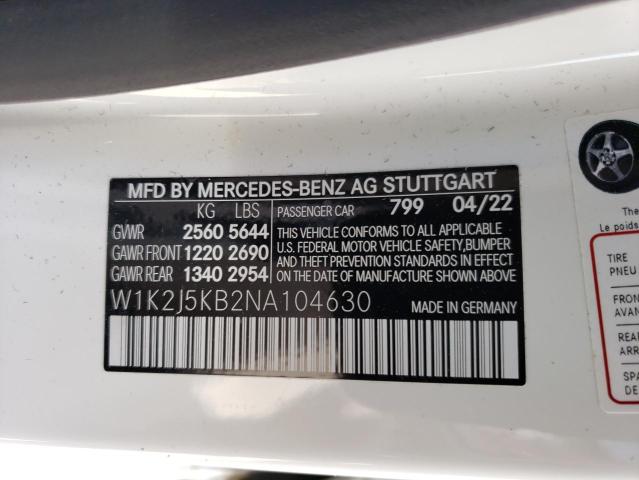 MFD BY MERCEDES-BENZ AG STUTTGART
KG LBS PASSENGER CAR 799 04/22
GVWR 2560 5644
GAWR FRONT 1220 2690
GAWR REAR 1340 2954
THIS VEHICLE CONFORMS TO ALL APPLICABLE
U.S. FEDERAL MOTOR VEHICLE SAFETY,BUMPER
AND THEFT PREVENTION STANDARDS IN EFFECT
ON DATE OF MANUFACTURE SHOWN ABOVE.
W1K2J5KB2NA104630
MADE IN GERMANY
The
Le poids
TIRE
PNEU
FRON
AVAN
REA
ARR
SPA
DE